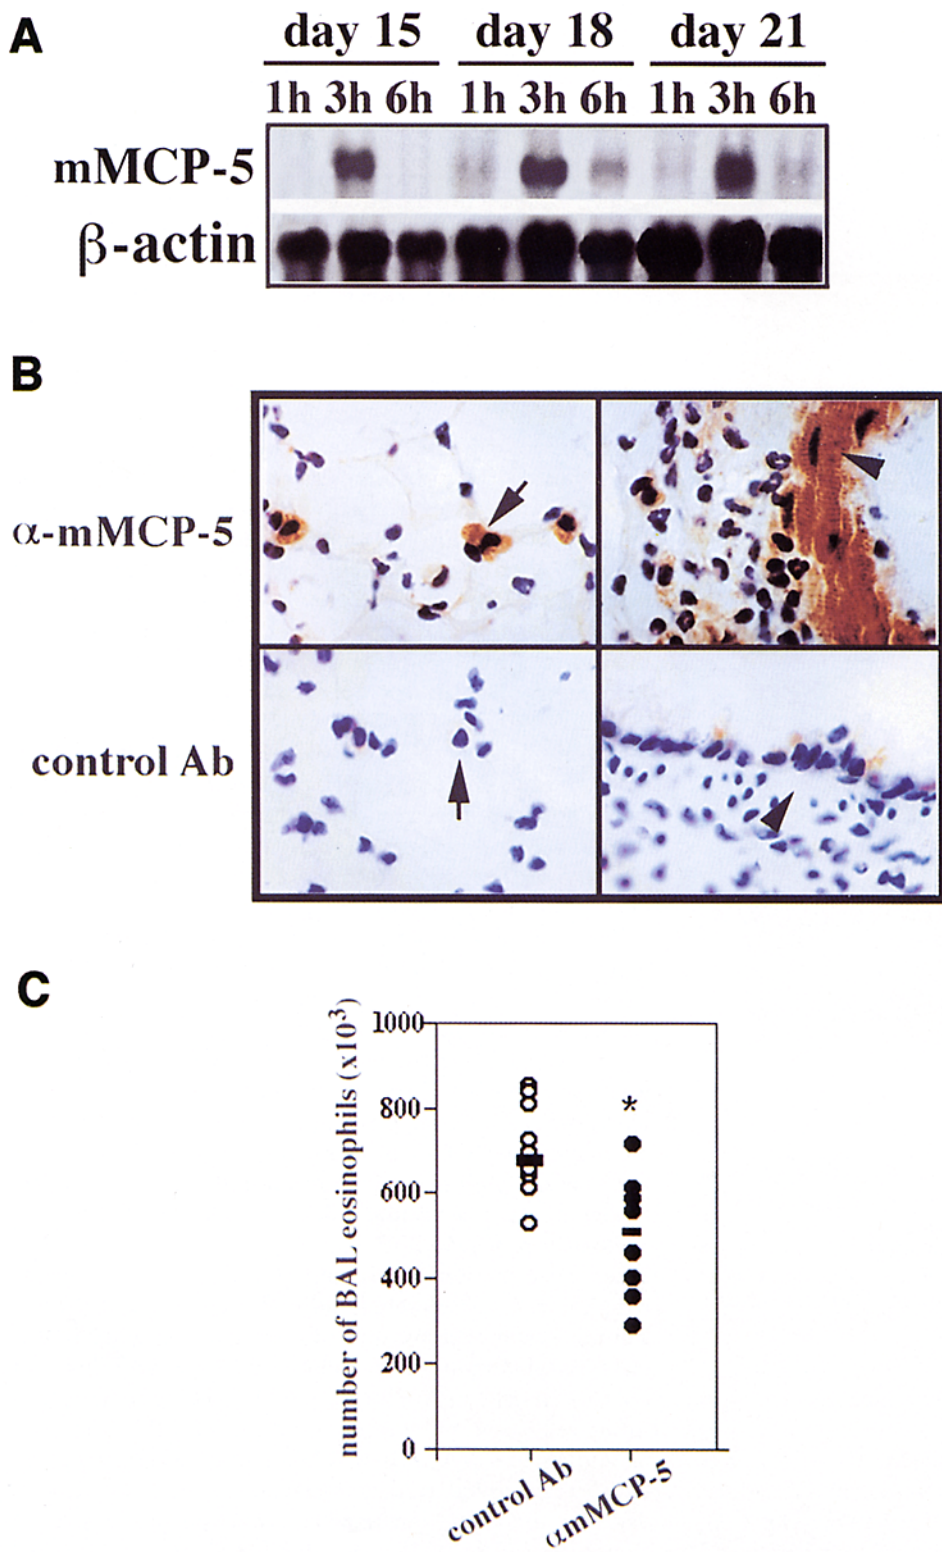 A
day 15 day 18 day 21
1h 3h 6h 1h 3h 6h 1h 3h 6h
mMCP-5
β-actin
B
α-mMCP-5
control Ab
C
number of BAL eosinophils (x10³)
1000
800
*
600
400
200
0
control Ab
αmMCP-5